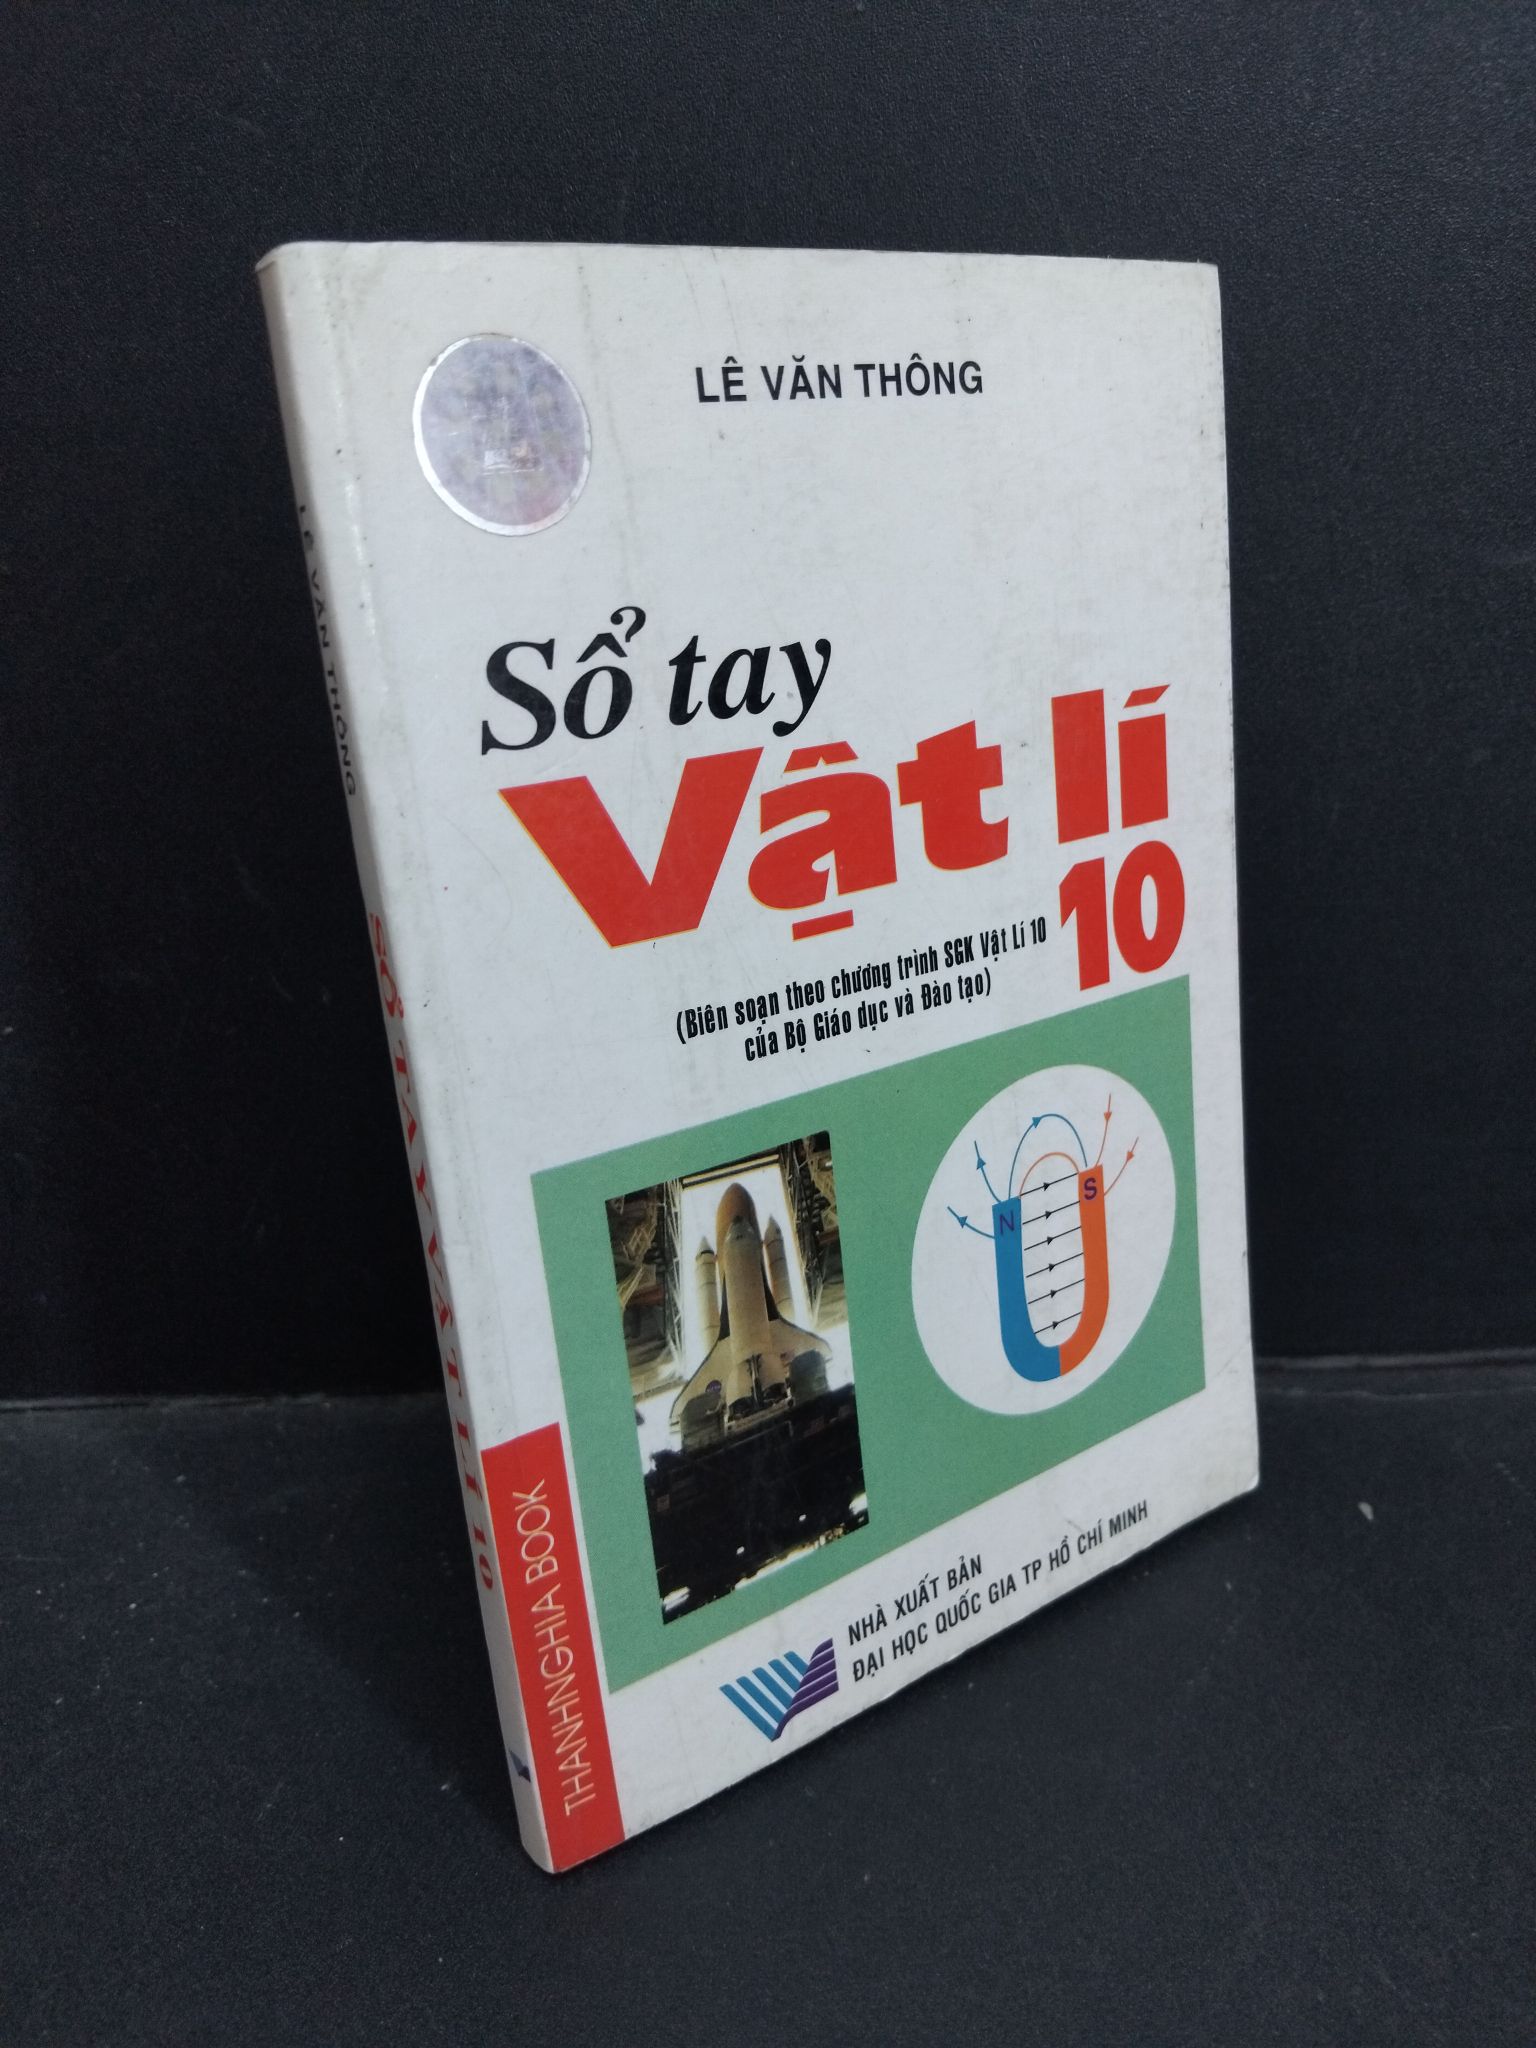 LÊ VĂN THÔNG
Sổ tay
Vật lí
10
(Biên soạn theo chương trình SGK Vật Lí 10
của Bộ Giáo dục và Đào tạo)
N
S
NHÀ XUẤT BẢN
ĐẠI HỌC QUỐC GIA TP HỒ CHÍ MINH
THANHNGHIA BOOK
LÊ VĂN THÔNG
SỔ TAY VẬT LÍ 10